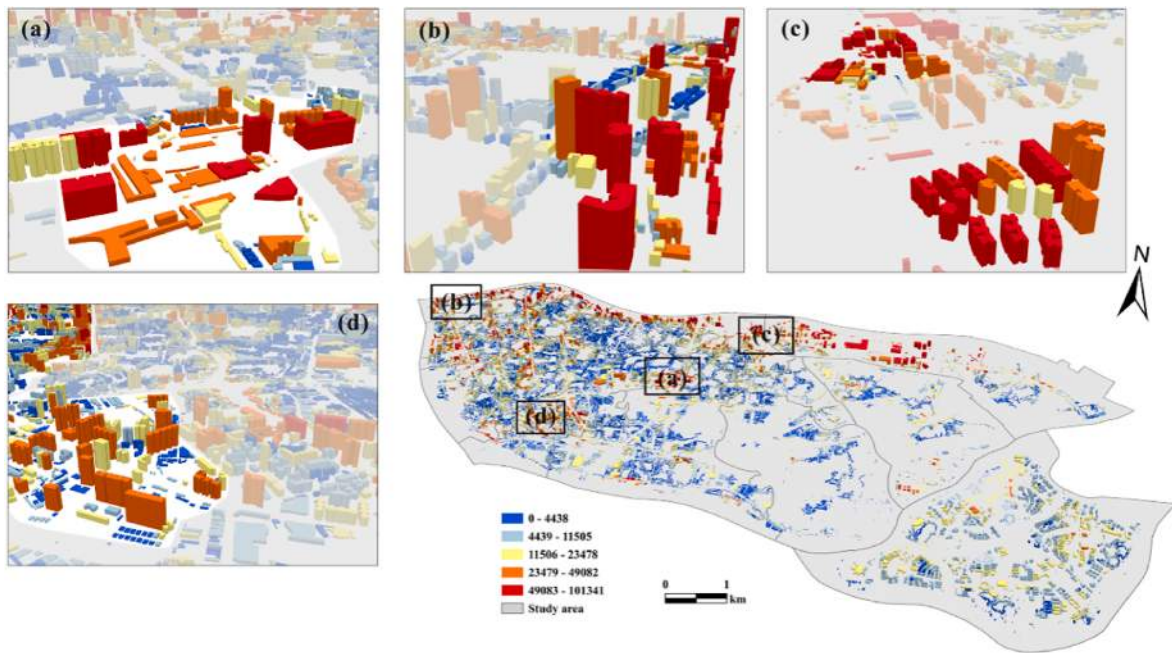 (a)
(b)
(c)
N
(d)
(b)
(c)
(a)
(d)
0 - 4438
4439 - 11505
11506 - 23478
23479 - 49082
49083 - 101341
Study area
0 1
km